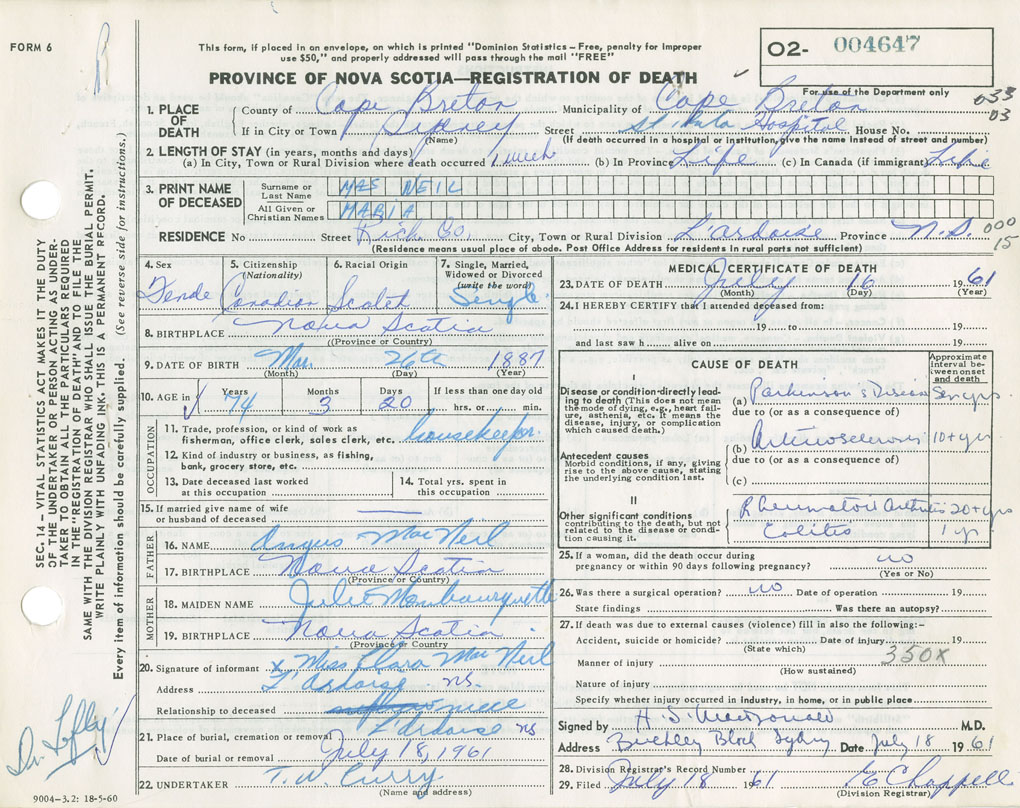 FORM 6
This form, if placed in an envelope, on which is printed "Dominion Statistics – Free, penalty for improper
use $50," and properly addressed will pass through the mail "FREE"
O2- 004647
For use of the Department only
PROVINCE OF NOVA SCOTIA—REGISTRATION OF DEATH
033
03
1. PLACE OF DEATH
County of Cape Breton Municipality of Cape Breton
If in City or Town Sydney Street St Rita Hospital House No.
(Name) (If death occurred in a hospital or institution, give the name instead of street and number)
2. LENGTH OF STAY (in years, months and days)
(a) In City, Town or Rural Division where death occurred 1 week (b) In Province Life (c) In Canada (if immigrant) Life
3. PRINT NAME OF DECEASED
Surname or Last Name MAC NEIL
All Given or Christian Names MARIA
RESIDENCE No Street Rich. Co. City, Town or Rural Division L'ardoise Province N.S.
000
15
(Residence means usual place of abode. Post Office Address for residents in rural parts not sufficient)
4. Sex Female
5. Citizenship (Nationality) Canadian
6. Racial Origin Scotch
7. Single, Married, Widowed or Divorced (write the word) Single
8. BIRTHPLACE Nova Scotia
(Province or Country)
9. DATE OF BIRTH Mar. 26th 1887
(Month) (Day) (Year)
10. AGE in Years 74 Months 3 Days 20 If less than one day old
hrs. or min.
OCCUPATION
11. Trade, profession, or kind of work as
fisherman, office clerk, sales clerk, etc. housekeeper
12. Kind of industry or business, as fishing,
bank, grocery store, etc.
13. Date deceased last worked
at this occupation
14. Total yrs. spent in
this occupation
15. If married give name of wife
or husband of deceased
FATHER
16. NAME Angus MacNeil
17. BIRTHPLACE Nova Scotia
(Province or Country)
MOTHER
18. MAIDEN NAME Julie Mombourquette
19. BIRTHPLACE Nova Scotia
(Province or Country)
20. Signature of informant x Miss Clara MacNeil
Address L'Ardoise N.S.
Relationship to deceased niece
21. Place of burial, cremation or removal L'Ardoise NS
Date of burial or removal July 18, 1961
22. UNDERTAKER T. W. Curry
(Name and address)
MEDICAL CERTIFICATE OF DEATH
23. DATE OF DEATH July 16 1961
(Month) (Day) (Year)
24. I HEREBY CERTIFY that I attended deceased from:
19 to 19
and last saw h alive on 19
CAUSE OF DEATH
Approximate interval between onset and death
I
Disease or condition directly leading to death (This does not mean the mode of dying, e.g., heart failure, asthenia, etc. It means the disease, injury, or complication which caused death.)
(a) Parkinson's Disease Sev yrs.
due to (or as a consequence of)
Antecedent causes
Morbid conditions, if any, giving rise to the above cause, stating the underlying condition last.
(b) Arteriosclerosis 10+ yrs
due to (or as a consequence of)
(c)
II
Other significant conditions
contributing to the death, but not related to the disease or condition causing it.
Rheumatoid Arthritis 20+ yrs
Colitis 1 yr
25. If a woman, did the death occur during
pregnancy or within 90 days following pregnancy? no
(Yes or No)
26. Was there a surgical operation? no Date of operation 19
State findings Was there an autopsy?
27. If death was due to external causes (violence) fill in also the following:–
Accident, suicide or homicide? Date of injury 19
(State which)
350X
Manner of injury
(How sustained)
Nature of injury
Specify whether injury occurred in industry, in home, or in public place
Signed by H. S. MacDonald M.D.
Address Buckley Block Sydney Date July 18 1961
28. Division Registrar's Record Number
29. Filed July 18 1961 E Chappell
(Division Registrar)
SEC. 14 – VITAL STATISTICS ACT MAKES IT THE DUTY
OF THE UNDERTAKER OR PERSON ACTING AS UNDER-
TAKER TO OBTAIN ALL THE PARTICULARS REQUIRED
IN THE "REGISTRATION OF DEATH" AND TO FILE THE
SAME WITH THE DIVISION REGISTRAR WHO SHALL ISSUE THE BURIAL PERMIT.
WRITE PLAINLY WITH UNFADING INK. THIS IS A PERMANENT RECORD.
Every item of information should be carefully supplied. (See reverse side for instructions.)
9004-3.2: 18-5-60